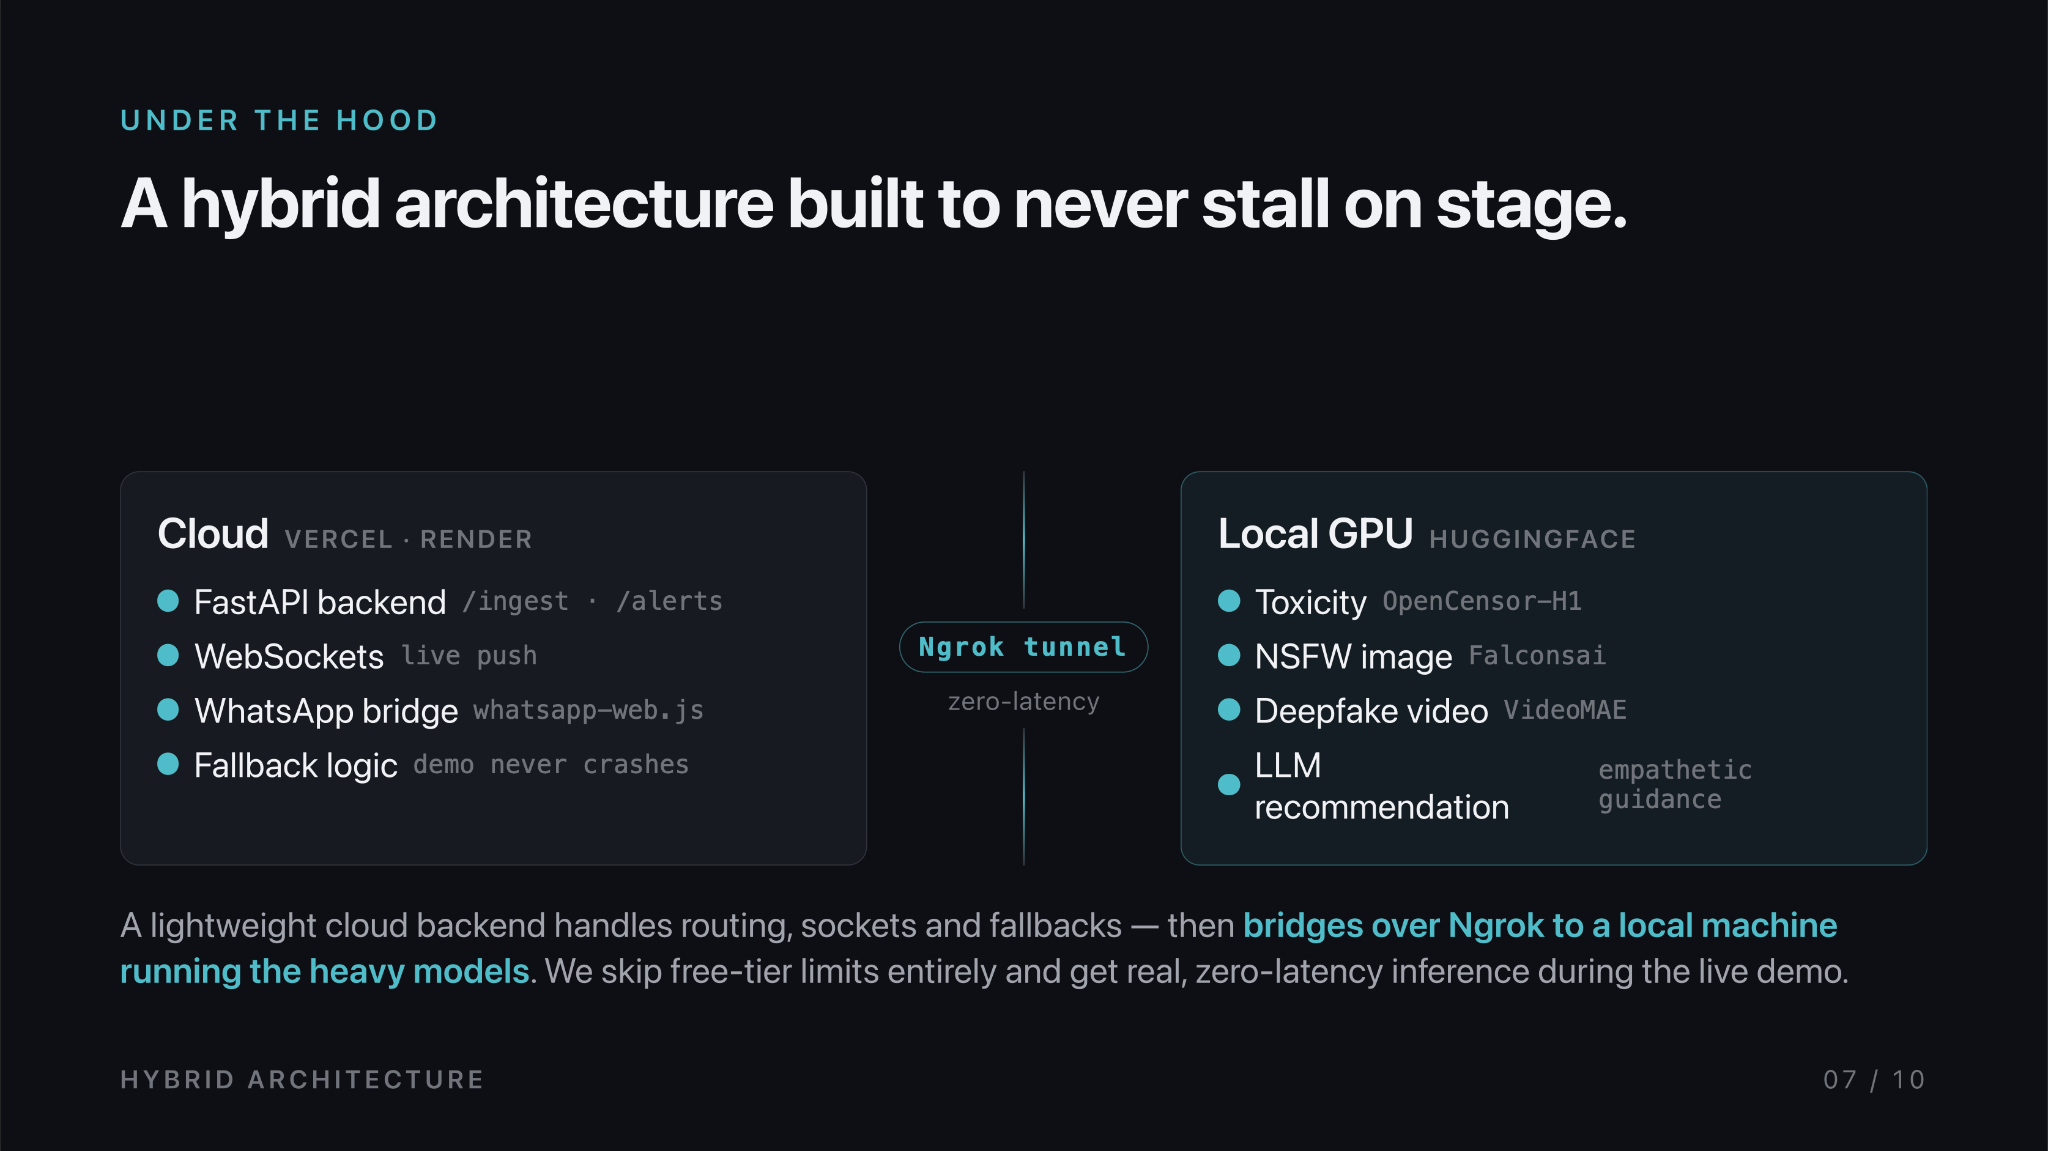 UNDER THE HOOD
A hybrid architecture built to never stall on stage.
Cloud VERCEL · RENDER
FastAPI backend /ingest · /alerts
WebSockets live push
WhatsApp bridge whatsapp-web.js
Fallback logic demo never crashes
Ngrok tunnel
zero-latency
Local GPU HUGGINGFACE
Toxicity OpenCensor-H1
NSFW image Falconsai
Deepfake video VideoMAE
LLM
recommendation
empathetic
guidance
A lightweight cloud backend handles routing, sockets and fallbacks — then bridges over Ngrok to a local machine
running the heavy models. We skip free-tier limits entirely and get real, zero-latency inference during the live demo.
HYBRID ARCHITECTURE
07 / 10